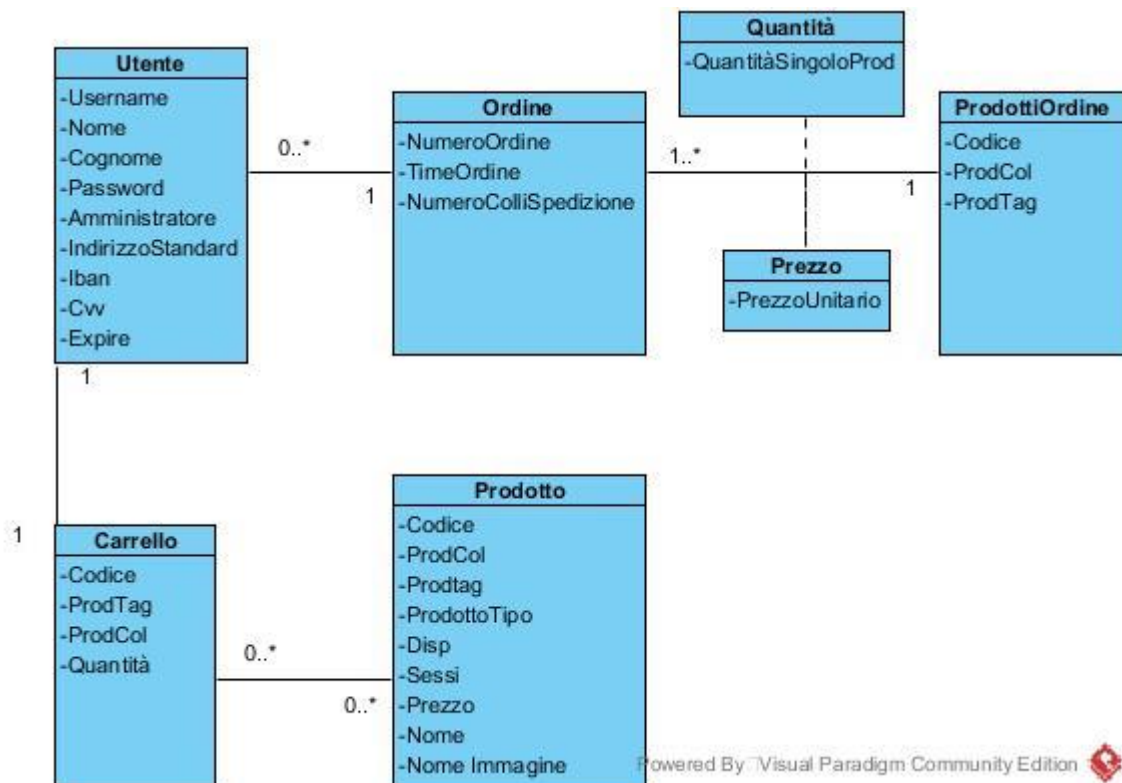 Utente
-Username
-Nome
-Cognome
-Password
-Amministratore
-IndirizzoStandard
-Iban
-Cvv
-Expire
0..*
1
Ordine
-NumeroOrdine
-TimeOrdine
-NumeroColliSpedizione
1..*
1
Quantità
-QuantitàSingoloProd
Prezzo
-PrezzoUnitario
ProdottiOrdine
-Codice
-ProdCol
-ProdTag
1
1
Carrello
-Codice
-ProdTag
-ProdCol
-Quantità
0..*
0..*
Prodotto
-Codice
-ProdCol
-Prodtag
-ProdottoTipo
-Disp
-Sessi
-Prezzo
-Nome
-Nome Immagine
Powered By Visual Paradigm Community Edition